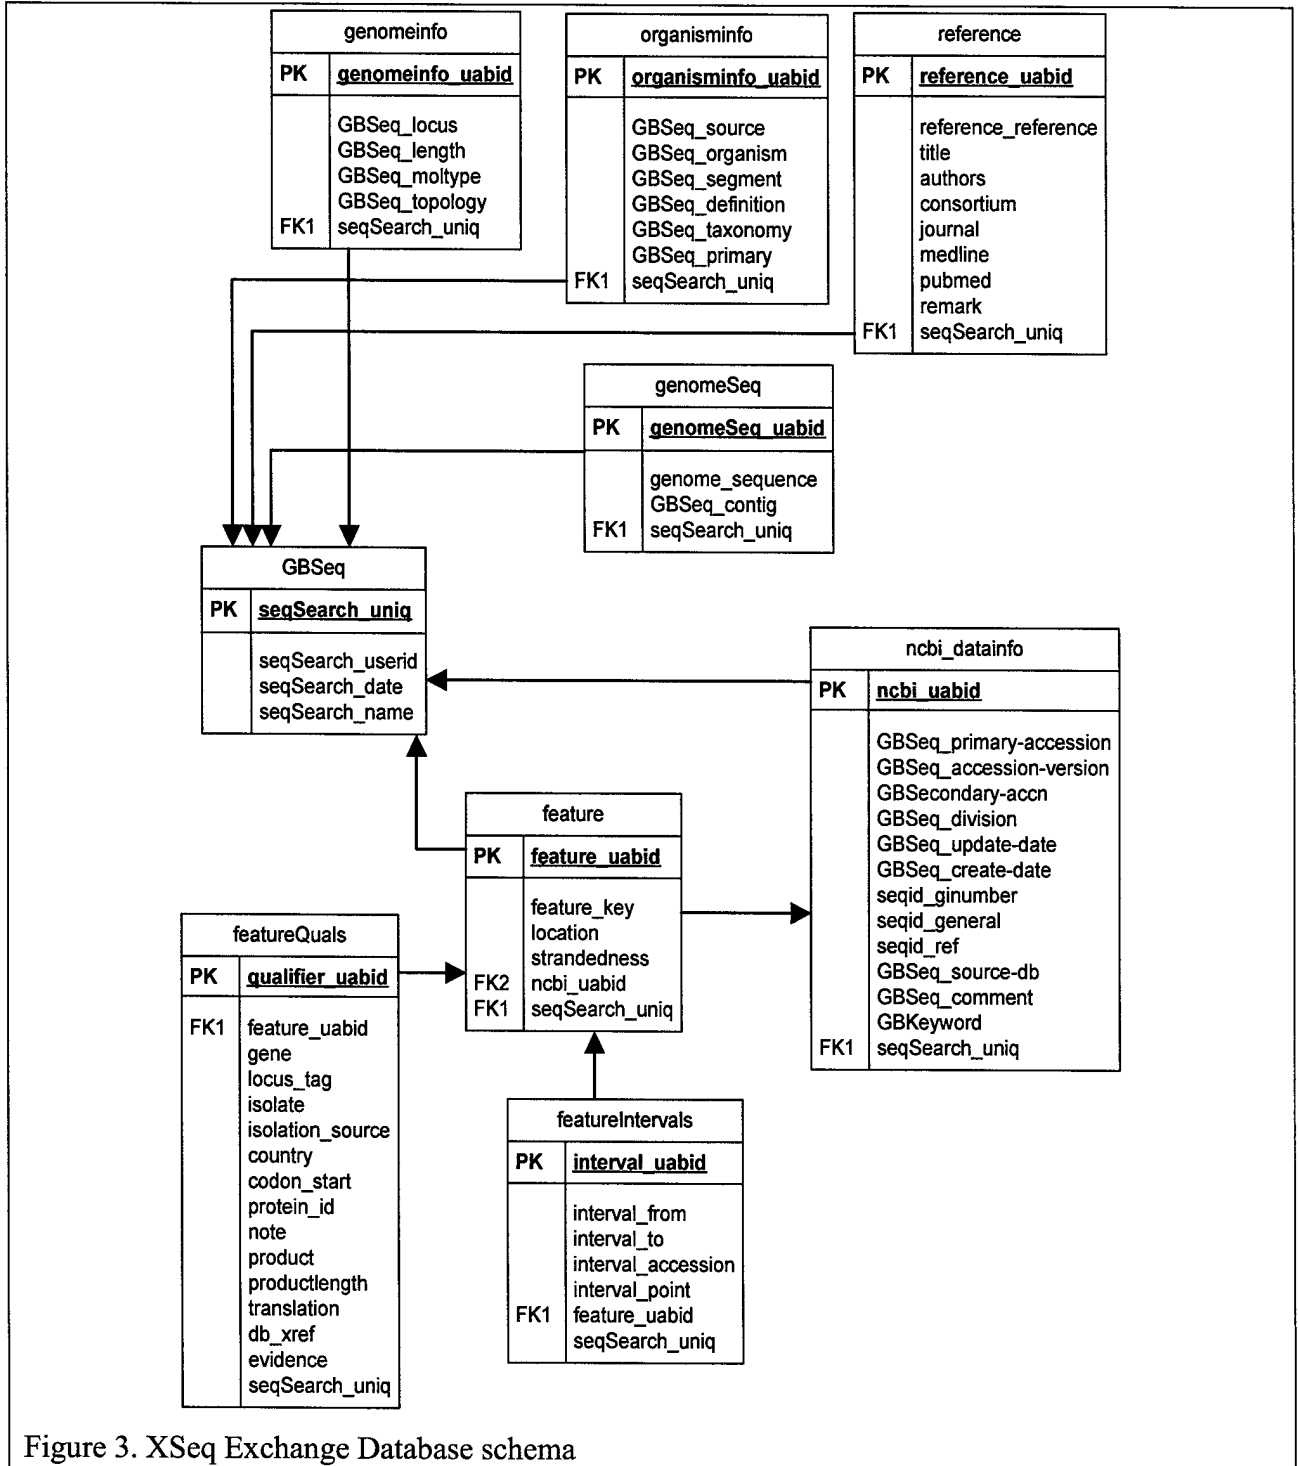 genomeinfo
PK genomeinfo_uabid
GBSeq_locus
GBSeq_length
GBSeq_moltype
GBSeq_topology
FK1 seqSearch_uniq
organisminfo
PK organisminfo_uabid
GBSeq_source
GBSeq_organism
GBSeq_segment
GBSeq_definition
GBSeq_taxonomy
GBSeq_primary
FK1 seqSearch_uniq
reference
PK reference_uabid
reference_reference
title
authors
consortium
journal
medline
pubmed
remark
FK1 seqSearch_uniq
genomeSeq
PK genomeSeq_uabid
genome_sequence
GBSeq_contig
FK1 seqSearch_uniq
GBSeq
PK seqSearch_uniq
seqSearch_userid
seqSearch_date
seqSearch_name
ncbi_datainfo
PK ncbi_uabid
GBSeq_primary-accession
GBSeq_accession-version
GBSecondary-accn
GBSeq_division
GBSeq_update-date
GBSeq_create-date
seqid_ginumber
seqid_general
seqid_ref
GBSeq_source-db
GBSeq_comment
GBKeyword
FK1 seqSearch_uniq
feature
PK feature_uabid
feature_key
location
strandedness
FK2 ncbi_uabid
FK1 seqSearch_uniq
featureQuals
PK qualifier_uabid
FK1 feature_uabid
gene
locus_tag
isolate
isolation_source
country
codon_start
protein_id
note
product
productlength
translation
db_xref
evidence
seqSearch_uniq
featureIntervals
PK interval_uabid
interval_from
interval_to
interval_accession
interval_point
FK1 feature_uabid
seqSearch_uniq
Figure 3. XSeq Exchange Database schema